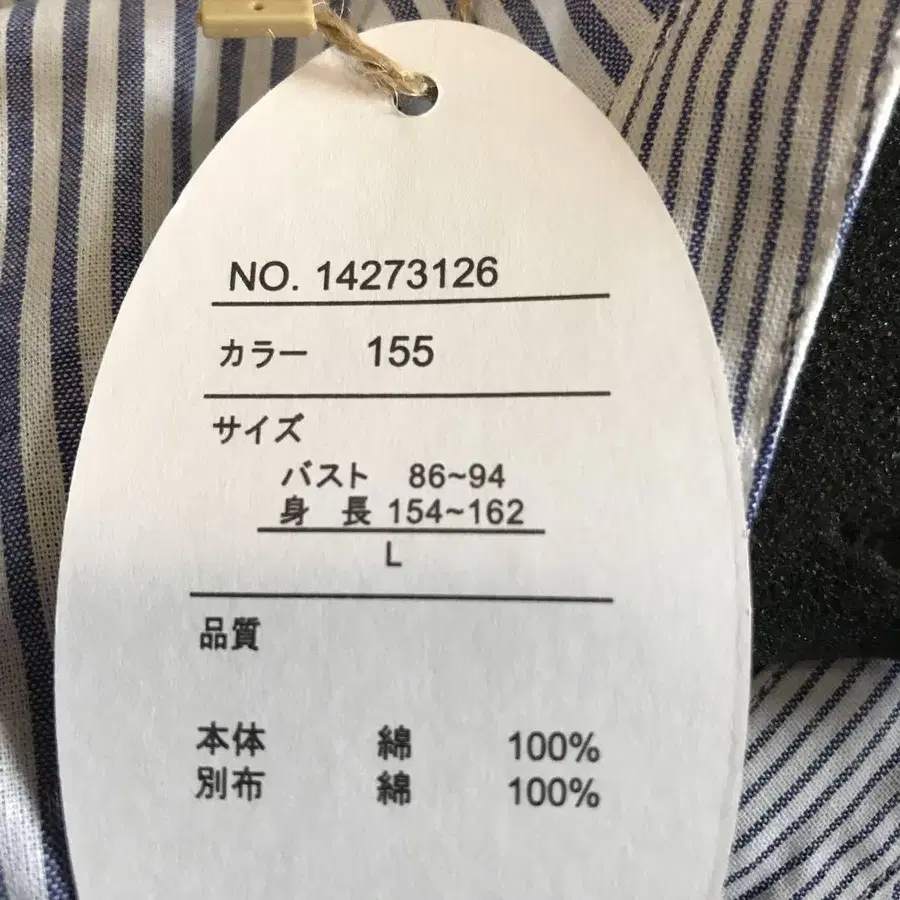 NO. 14273126
カラー 155
サイズ
バスト 86~94
身 長 154~162
L
品質
本体 綿 100%
別布 綿 100%